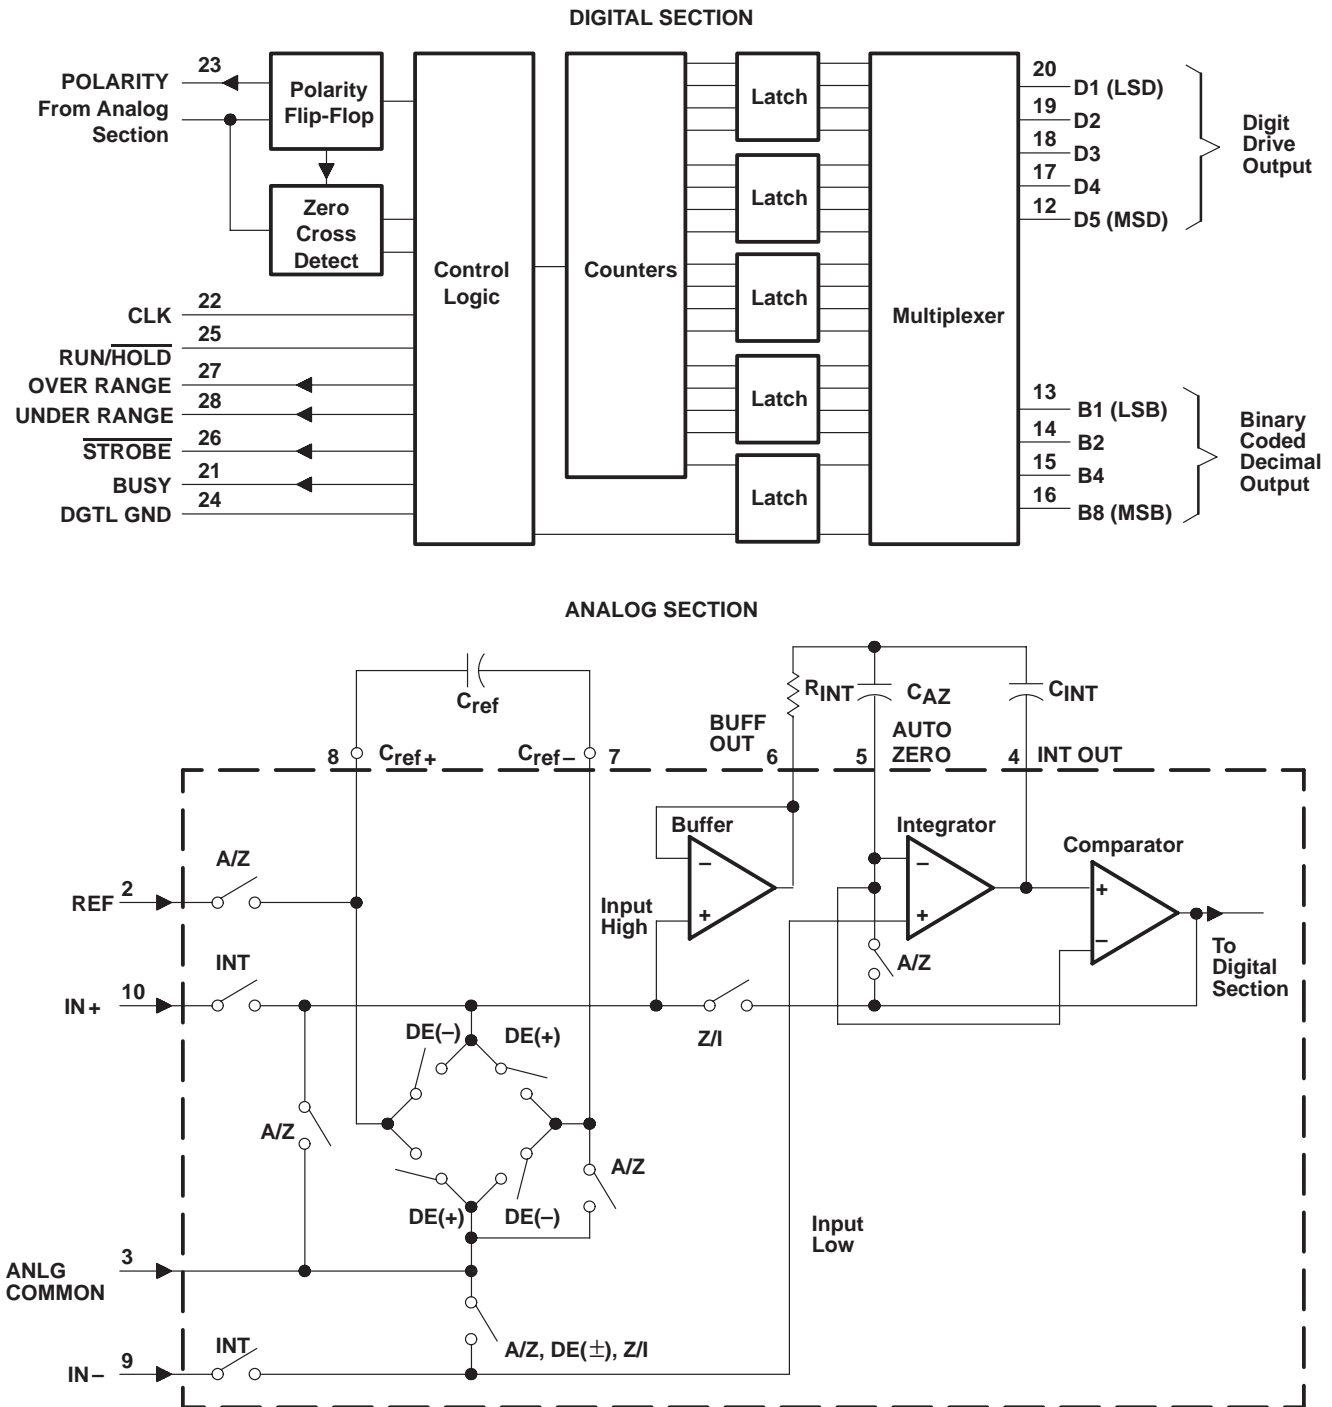 DIGITAL SECTION
POLARITY
23
From Analog
Section
Polarity
Flip-Flop
Zero
Cross
Detect
CLK
22
RUN/HOLD
25
OVER RANGE
27
UNDER RANGE
28
STROBE
26
BUSY
21
DGTL GND
24
Control
Logic
Counters
Latch
Latch
Latch
Latch
Latch
Multiplexer
20
D1 (LSD)
19
D2
18
D3
17
D4
12
D5 (MSD)
Digit
Drive
Output
13
B1 (LSB)
14
B2
15
B4
16
B8 (MSB)
Binary
Coded
Decimal
Output
ANALOG SECTION
Cref
8
Cref+
Cref–
7
RINT
CAZ
CINT
BUFF
OUT
6
AUTO
ZERO
5
4
INT OUT
REF
2
A/Z
Buffer
–
+
Input
High
Integrator
–
+
Comparator
+
–
To
Digital
Section
A/Z
IN+
10
INT
Z/I
DE(–)
DE(+)
A/Z
A/Z
DE(+)
DE(–)
Input
Low
ANLG
COMMON
3
A/Z, DE(±), Z/I
IN–
9
INT